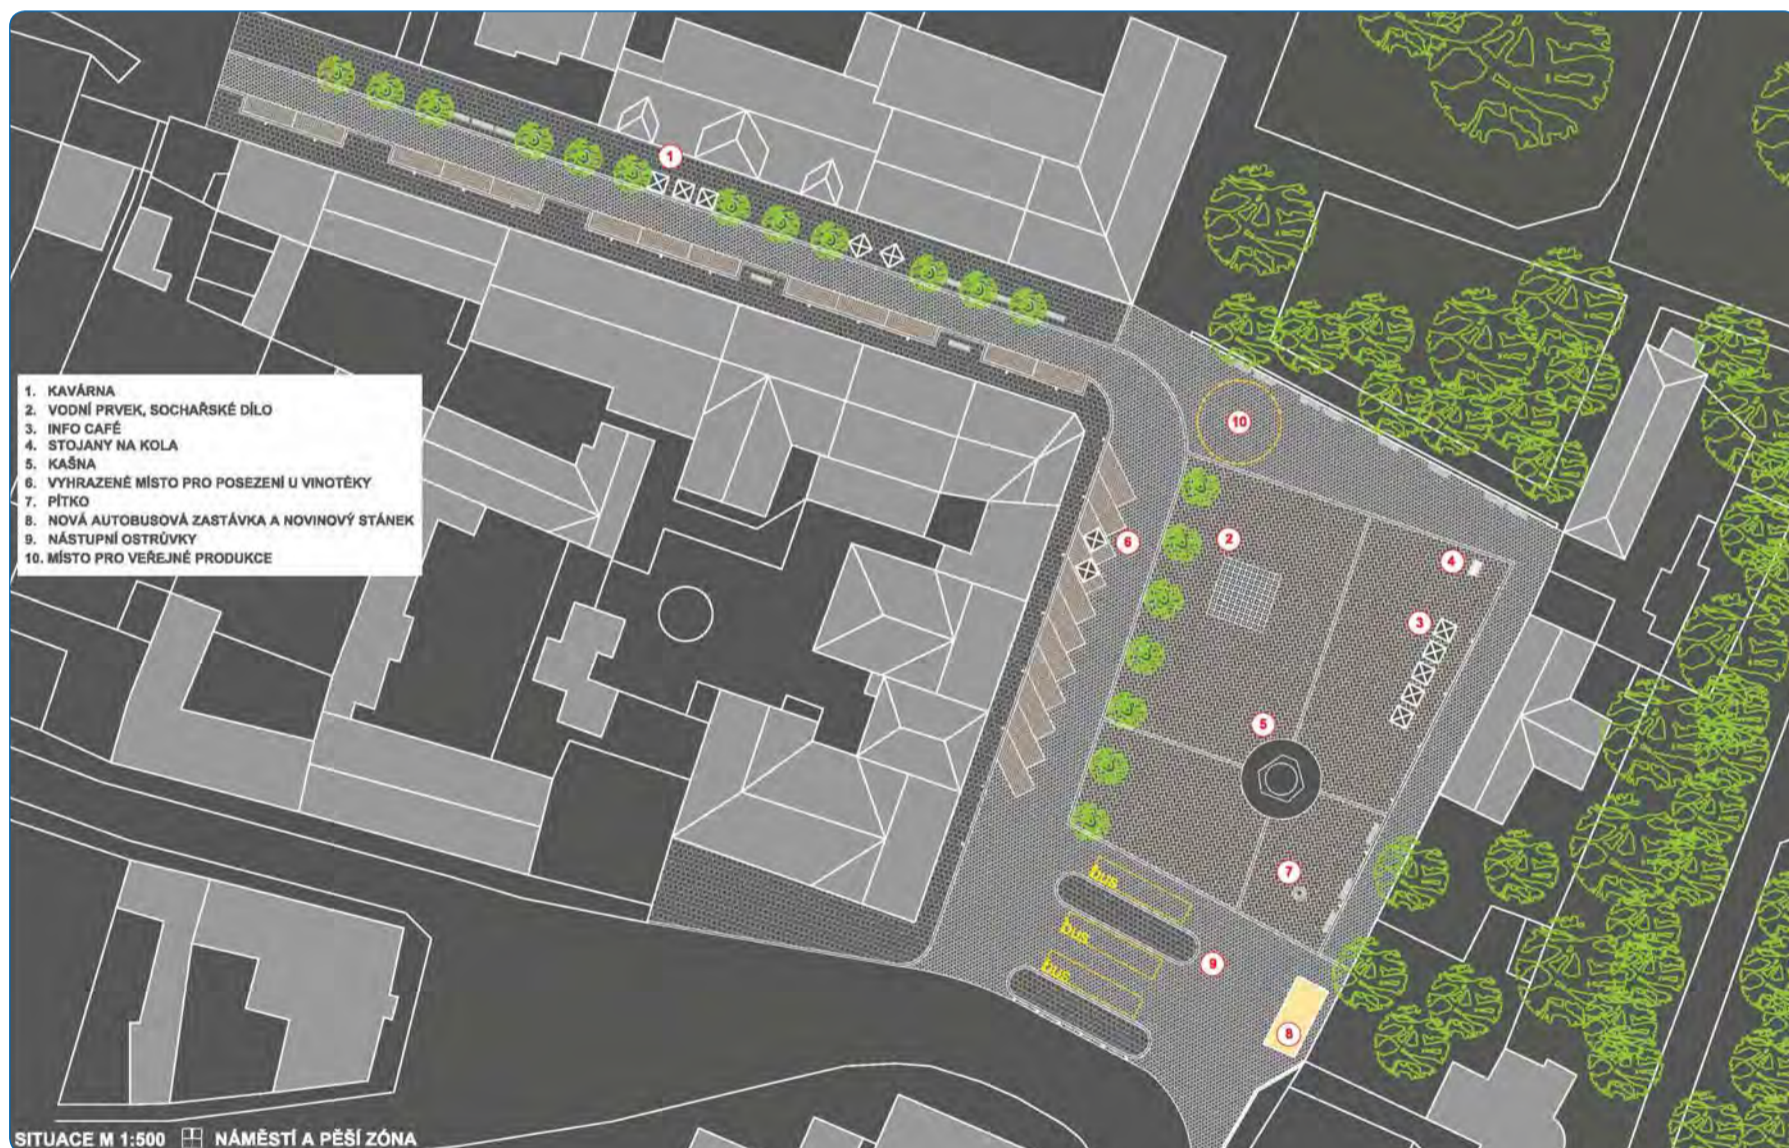 1
10
2
6
4
3
5
7
9
8
bus
bus
bus
1. KAVÁRNA
2. VODNÍ PRVEK, SOCHAŘSKÉ DÍLO
3. INFO CAFÉ
4. STOJANY NA KOLA
5. KAŠNA
6. VYHRAZENÉ MÍSTO PRO POSEZENÍ U VINOTÉKY
7. PÍTKO
8. NOVÁ AUTOBUSOVÁ ZASTÁVKA A NOVINOVÝ STÁNEK
9. NÁSTUPNÍ OSTRŮVKY
10. MÍSTO PRO VEŘEJNÉ PRODUKCE
SITUACE M 1:500 NÁMĚSTÍ A PĚŠÍ ZÓNA